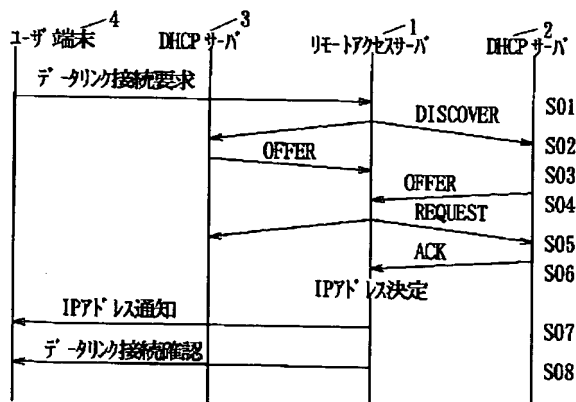 4 3 1 2
ユーザ端末 DHCPサーバ リモートアクセスサーバ DHCPサーバ
データリンク接続要求
S01
DISCOVER
S02
OFFER
S03
OFFER
S04
REQUEST
S05
ACK
S06
IPアドレス決定
IPアドレス通知
S07
データリンク接続確認
S08